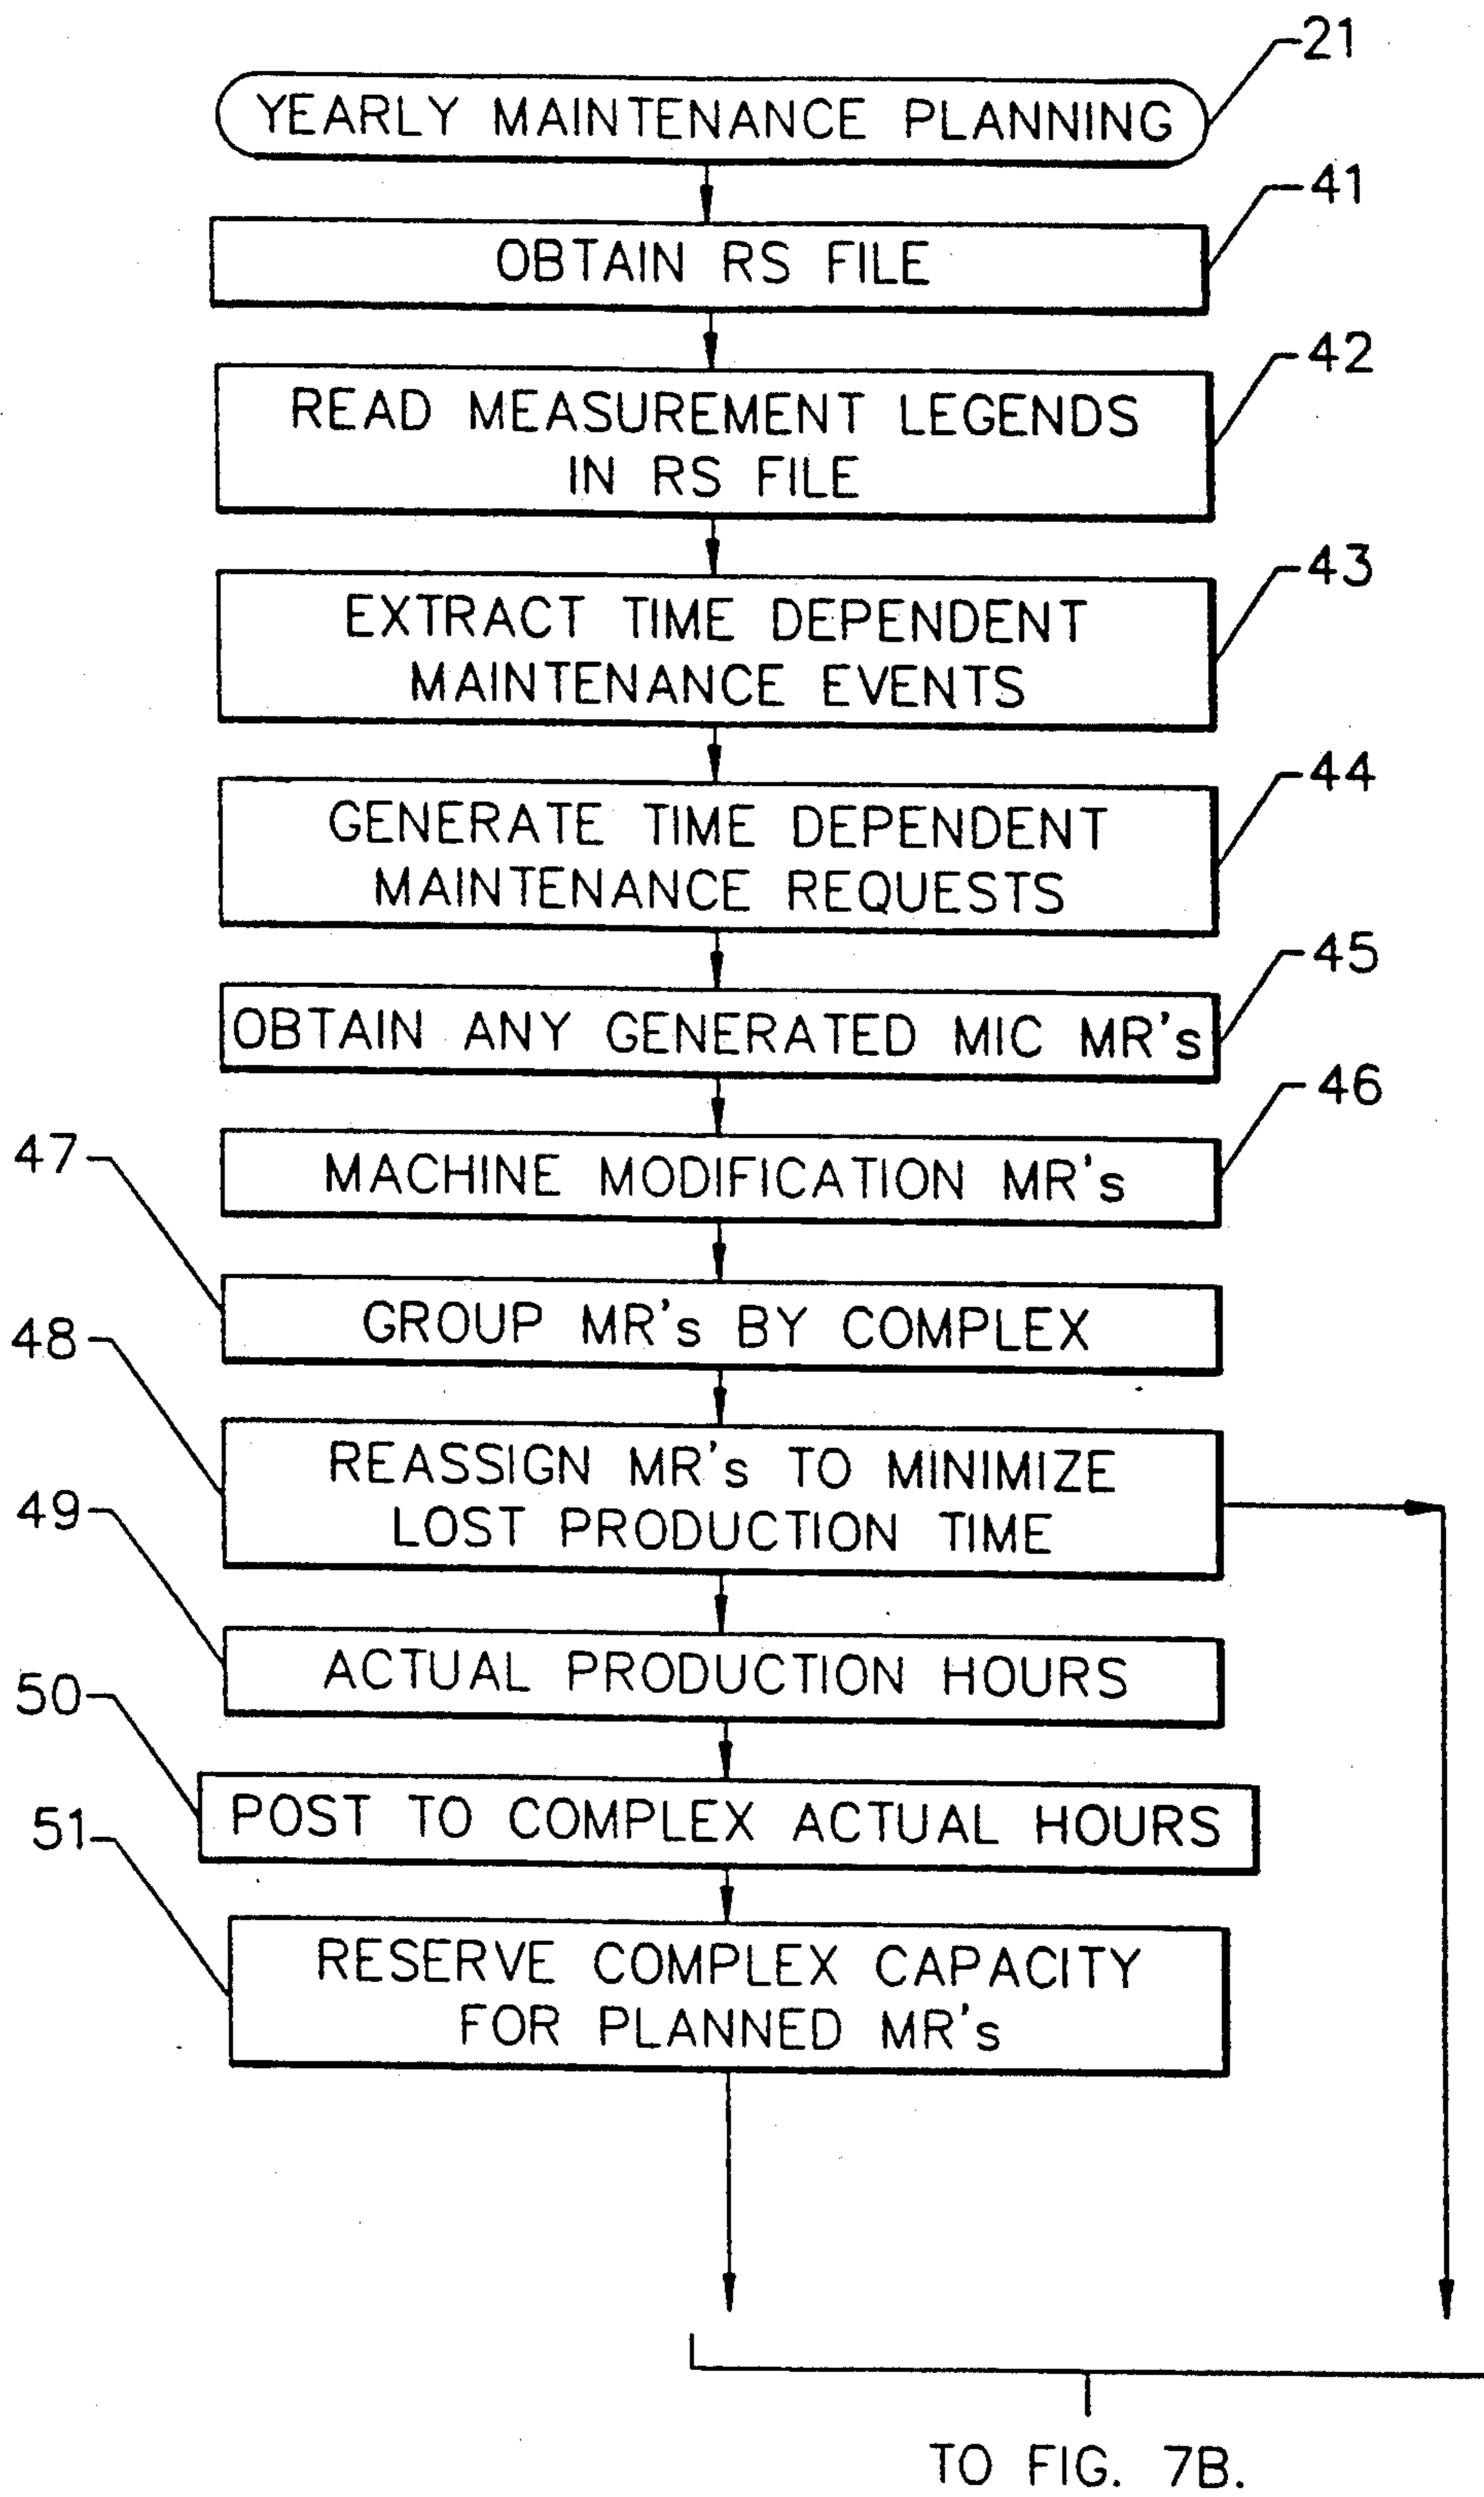 21
YEARLY MAINTENANCE PLANNING
41
OBTAIN RS FILE
42
READ MEASUREMENT LEGENDS
IN RS FILE
43
EXTRACT TIME DEPENDENT
MAINTENANCE EVENTS
44
GENERATE TIME DEPENDENT
MAINTENANCE REQUESTS
45
OBTAIN ANY GENERATED MIC MR's
46
MACHINE MODIFICATION MR's
47
GROUP MR's BY COMPLEX
48
REASSIGN MR's TO MINIMIZE
LOST PRODUCTION TIME
49
ACTUAL PRODUCTION HOURS
50
POST TO COMPLEX ACTUAL HOURS
51
RESERVE COMPLEX CAPACITY
FOR PLANNED MR's
TO FIG. 7B.